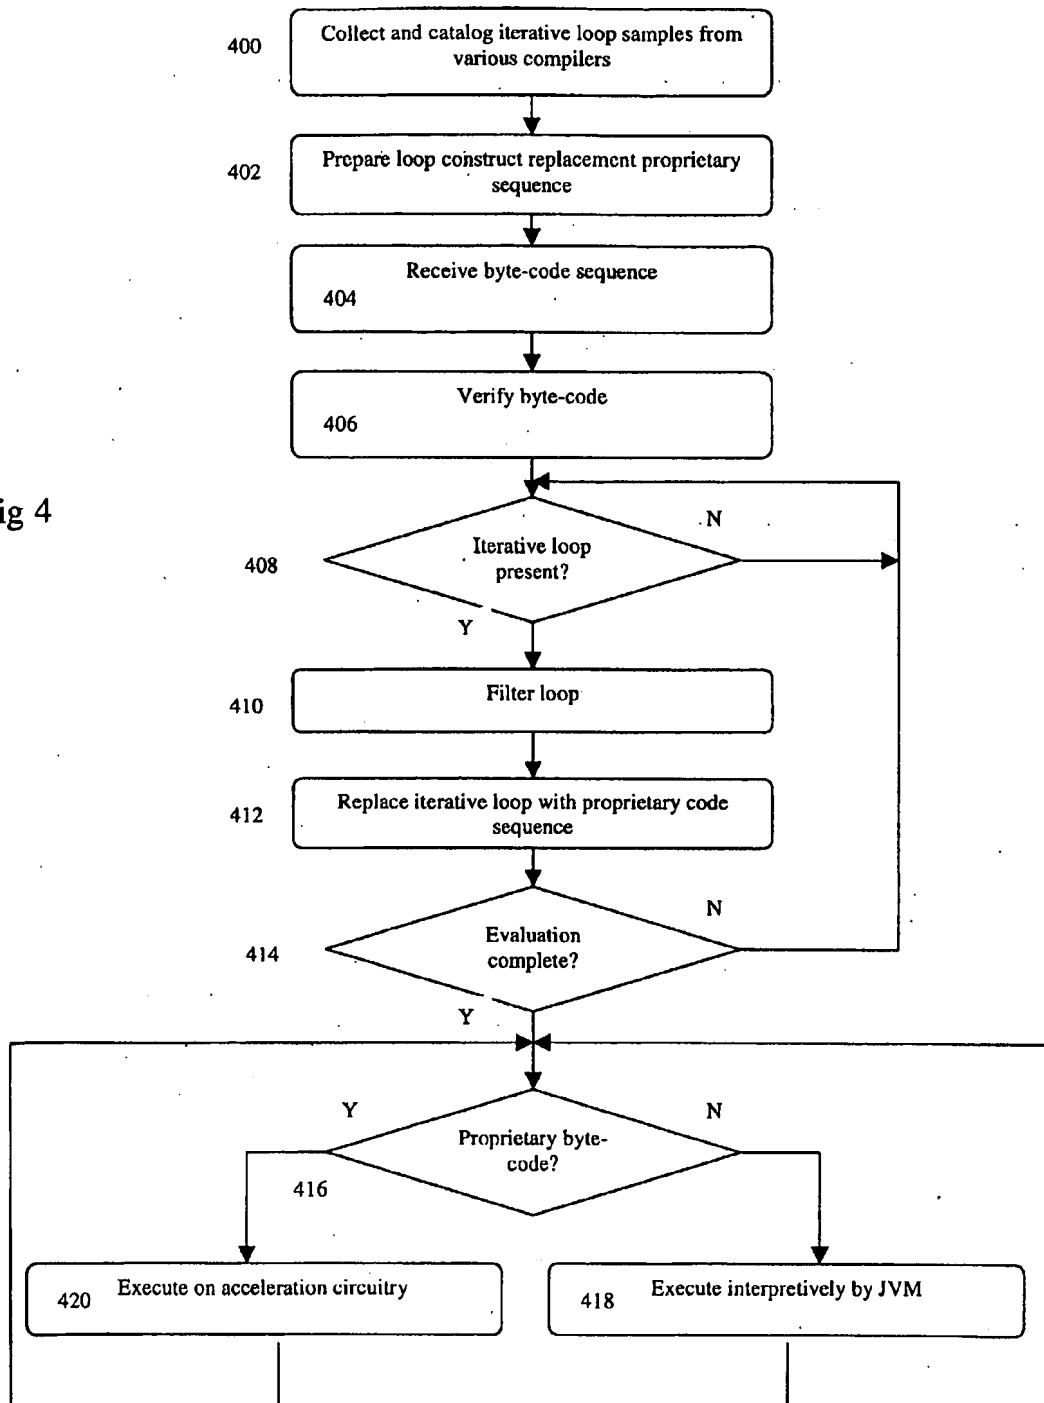 400
Collect and catalog iterative loop samples from
various compilers
402
Prepare loop construct replacement proprietary
sequence
Receive byte-code sequence
404
Verify byte-code
406
ig 4
N
408
Iterative loop
present?
Y
410
Filter loop
412
Replace iterative loop with proprietary code
sequence
N
414
Evaluation
complete?
Y
Y
N
Proprietary byte-
code?
416
420
Execute on acceleration circuitry
418
Execute interpretively by JVM